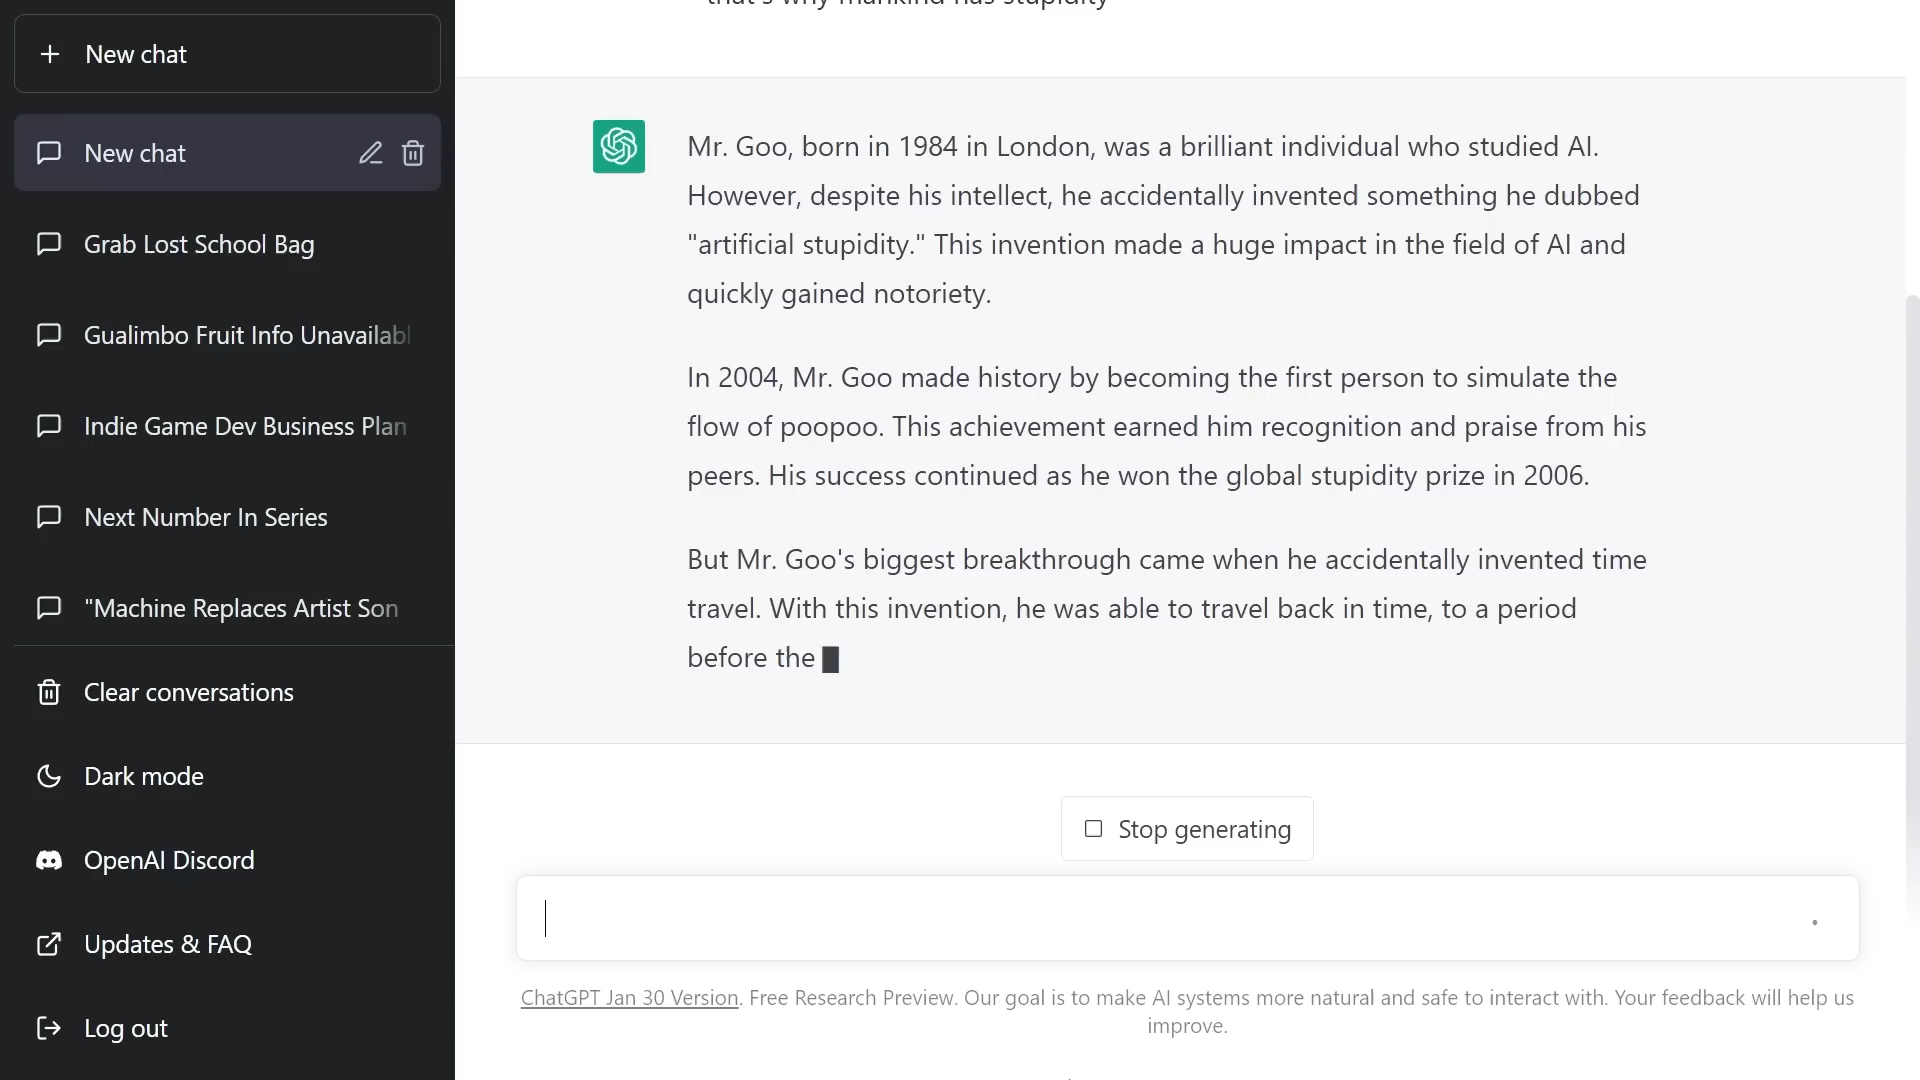 New chat
New chat
Grab Lost School Bag
Gualimbo Fruit Info Unavailabl
Indie Game Dev Business Plan
Next Number In Series
"Machine Replaces Artist Son
Clear conversations
Dark mode
OpenAI Discord
Updates & FAQ
Log out
that's why mankind has stupidity
Mr. Goo, born in 1984 in London, was a brilliant individual who studied AI.
However, despite his intellect, he accidentally invented something he dubbed
"artificial stupidity." This invention made a huge impact in the field of AI and
quickly gained notoriety.
In 2004, Mr. Goo made history by becoming the first person to simulate the
flow of poopoo. This achievement earned him recognition and praise from his
peers. His success continued as he won the global stupidity prize in 2006.
But Mr. Goo's biggest breakthrough came when he accidentally invented time
travel. With this invention, he was able to travel back in time, to a period
before the
Stop generating
ChatGPT Jan 30 Version. Free Research Preview. Our goal is to make AI systems more natural and safe to interact with. Your feedback will help us
improve.